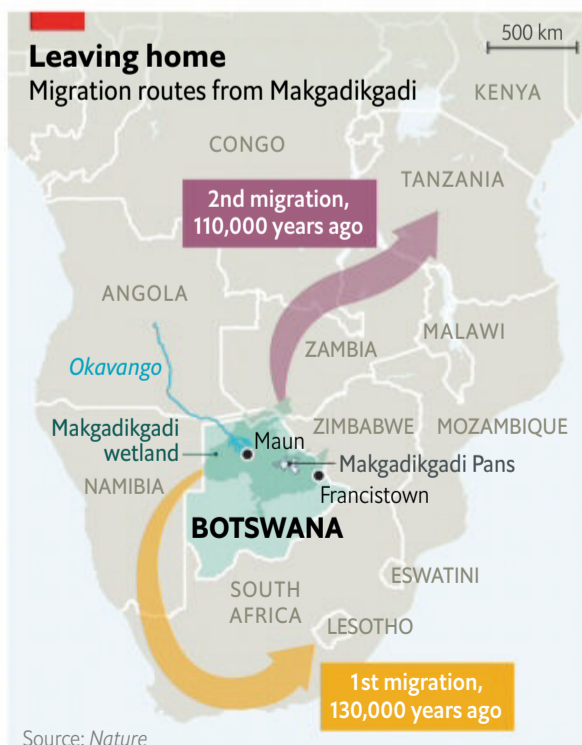 Leaving home
Migration routes from Makgadikgadi
500 km
KENYA
CONGO
TANZANIA
2nd migration,
110,000 years ago
ANGOLA
MALAWI
ZAMBIA
Okavango
ZIMBABWE
MOZAMBIQUE
Makgadikgadi
wetland
Maun
Makgadikgadi Pans
NAMIBIA
Francistown
BOTSWANA
ESWATINI
SOUTH
AFRICA
LESOTHO
1st migration,
130,000 years ago
Source: Nature